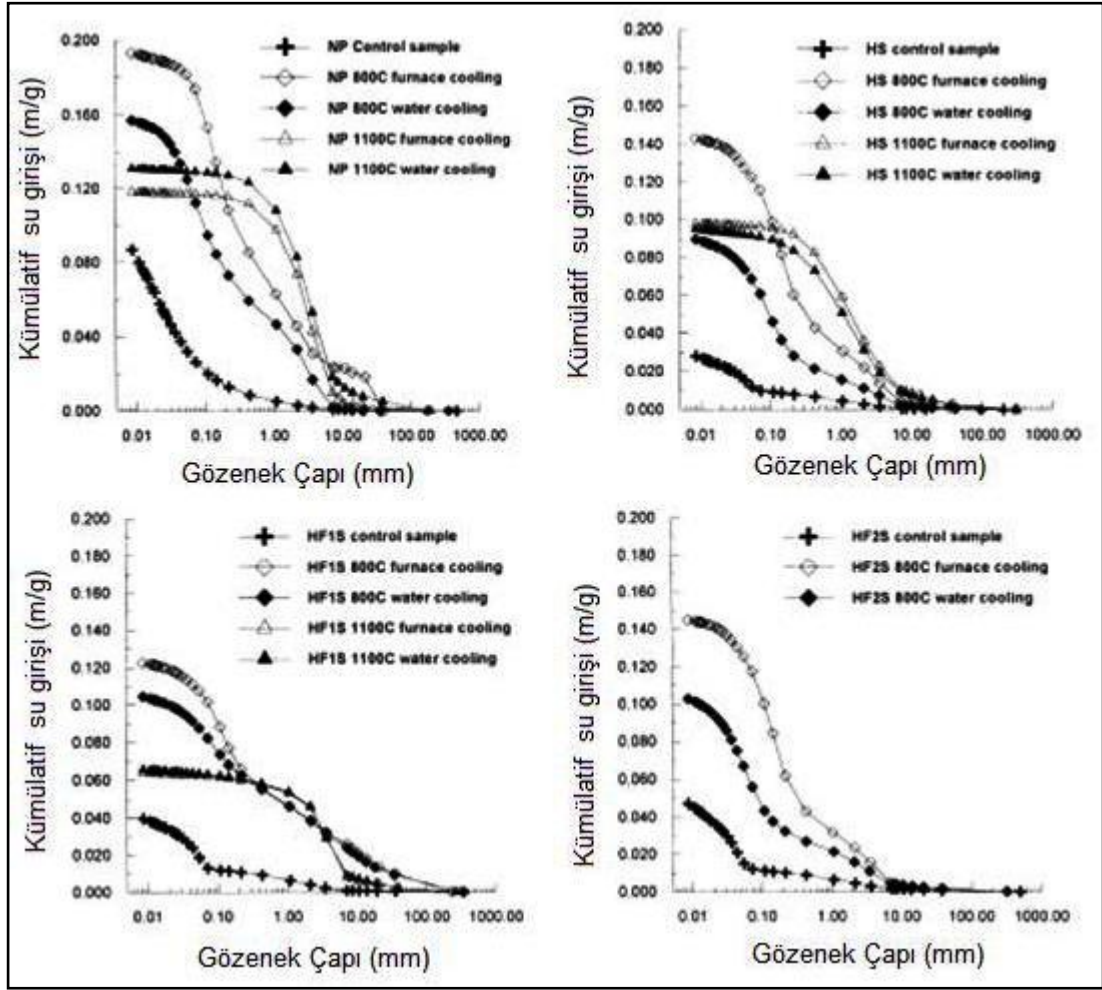 Kümülatif su girişi (m/g)
0.200
0.160
0.120
0.080
0.040
0.000
NP Control sample
NP 800C furnace cooling
NP 800C water cooling
NP 1100C furnace cooling
NP 1100C water cooling
0.01 0.10 1.00 10.00 100.00 1000.00
Gözenek Çapı (mm)
Kümülatif su girişi (m/g)
0.200
0.180
0.160
0.140
0.120
0.100
0.080
0.060
0.040
0.020
0.000
HS control sample
HS 800C furnace cooling
HS 800C water cooling
HS 1100C furnace cooling
HS 1100C water cooling
0.01 0.10 1.00 10.00 100.00 1000.00
Gözenek Çapı (mm)
Kümülatif su girişi (m/g)
0.200
0.180
0.160
0.140
0.120
0.100
0.080
0.060
0.040
0.020
0.000
HF1S control sample
HF1S 800C furnace cooling
HF1S 800C water cooling
HF1S 1100C furnace cooling
HF1S 1100C water cooling
0.01 0.10 1.00 10.00 100.00 1000.00
Gözenek Çapı (mm)
Kümülatif su girişi (m/g)
0.200
0.180
0.160
0.140
0.120
0.100
0.080
0.060
0.040
0.020
0.000
HF2S control sample
HF2S 800C furnace cooling
HF2S 800C water cooling
0.01 0.10 1.00 10.00 100.00 1000.00
Gözenek Çapı (mm)